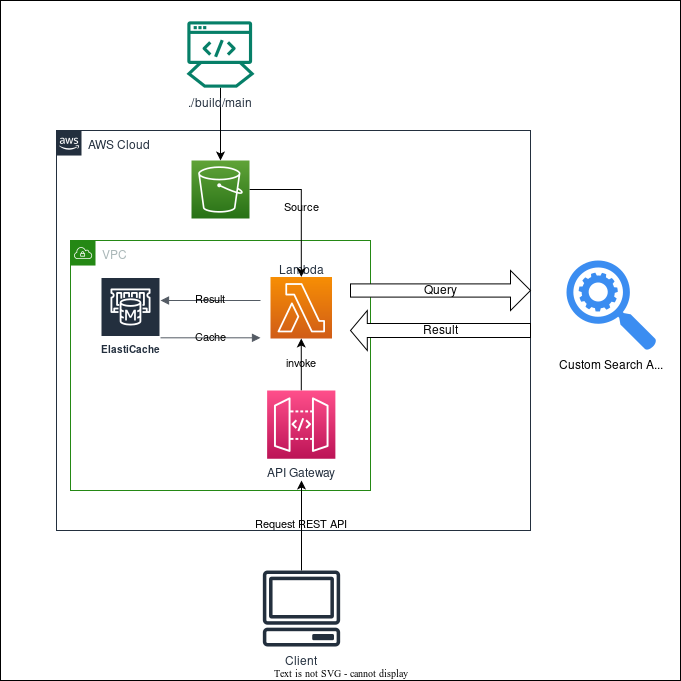 ./build/main
aws
AWS Cloud
Source
VPC
Lambda
M
Result
Query
Cache
Result
ElastiCache
invoke
Custom Search A...
</>
API Gateway
Request REST API
Client
Text is not SVG - cannot display